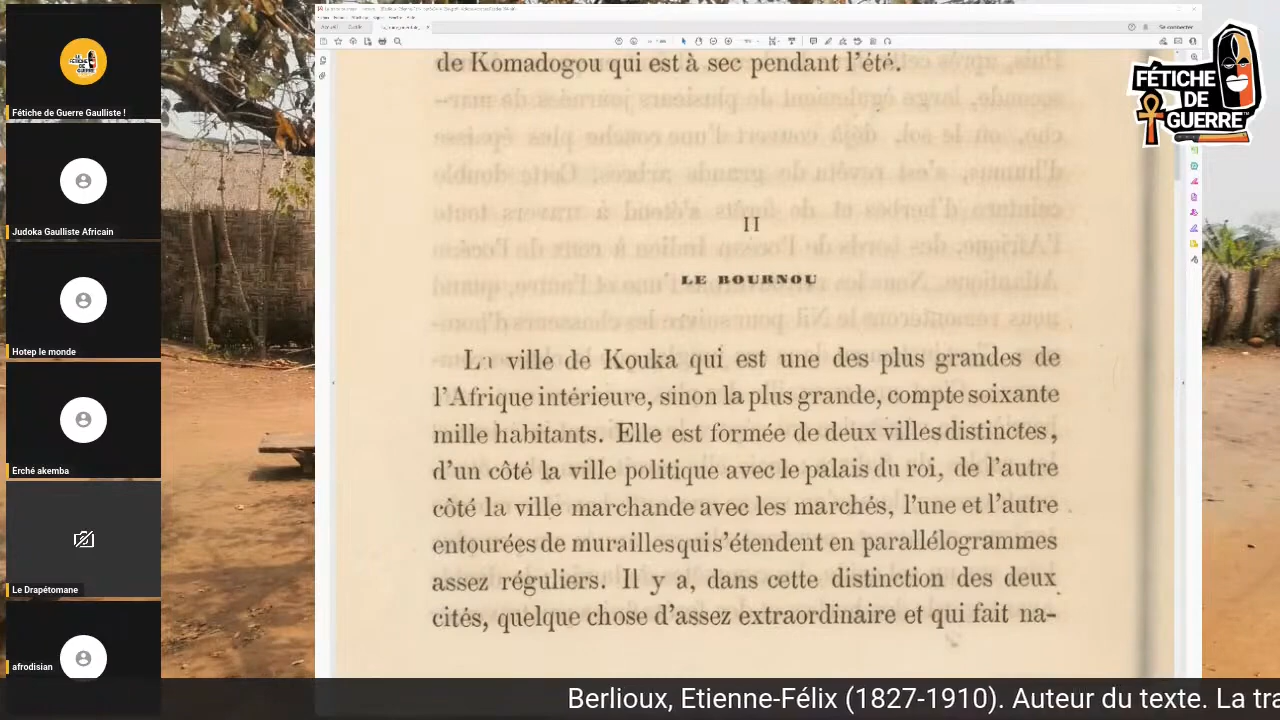 Fétiche de Guerre Gaulliste !
Judoka Gaulliste Africain
Hotep le monde
Erché akemba
Le Drapétomane
afrodisian
Se connecter
FÉTICHE
DE
GUERRE
de Komadogou qui est à sec pendant l'été.
II
LE BOURNOU
La ville de Kouka qui est une des plus grandes de
l'Afrique intérieure, sinon la plus grande, compte soixante
mille habitants. Elle est formée de deux villes distinctes,
d'un côté la ville politique avec le palais du roi, de l'autre
côté la ville marchande avec les marchés, l'une et l'autre
entourées de murailles qui s'étendent en parallélogrammes
assez réguliers. Il y a, dans cette distinction des deux
cités, quelque chose d'assez extraordinaire et qui fait na-
Berlioux, Etienne-Félix (1827-1910). Auteur du texte. La tra